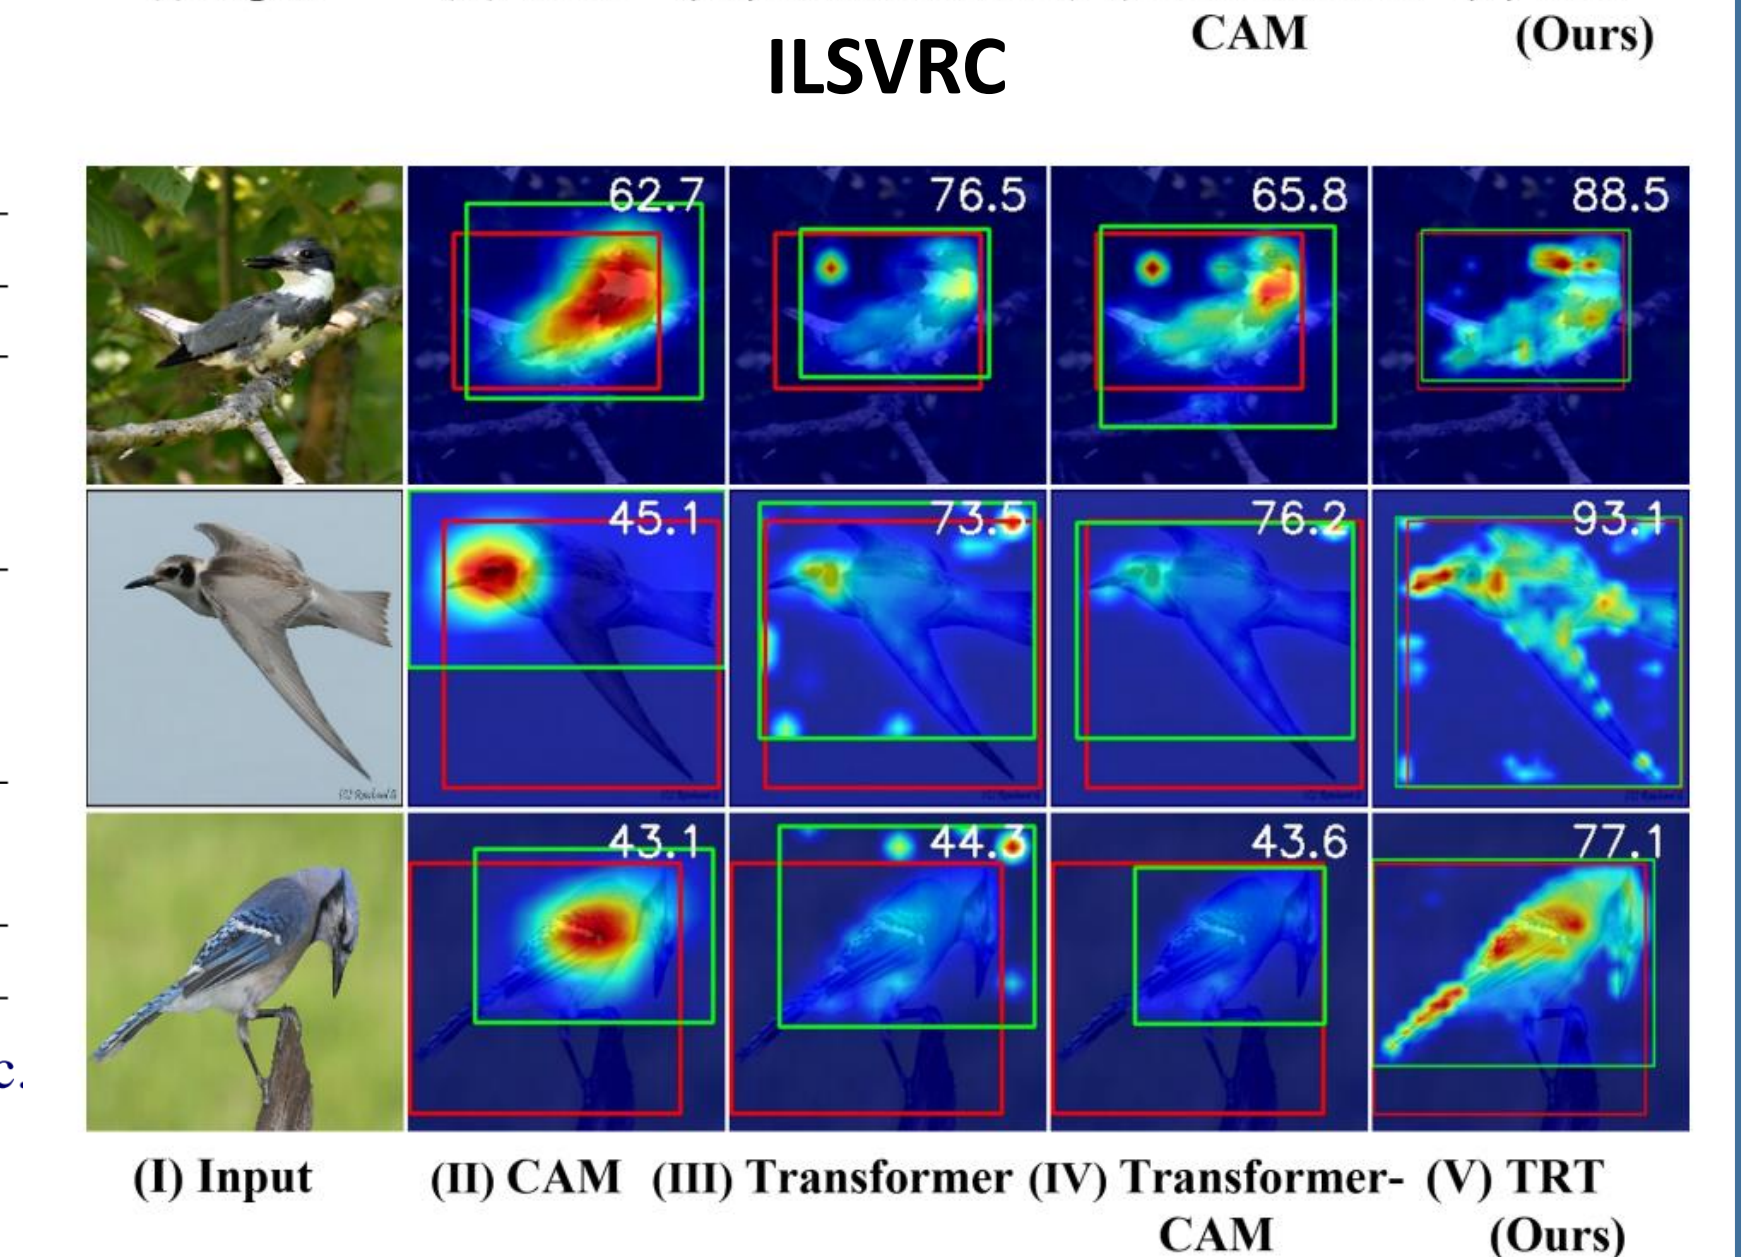 CAM (Ours)
ILSVRC
62.7 76.5 65.8 88.5
45.1 73.5 76.2 93.1
43.1 44.3 43.6 77.1
(I) Input (II) CAM (III) Transformer (IV) Transformer- (V) TRT
CAM (Ours)
c.